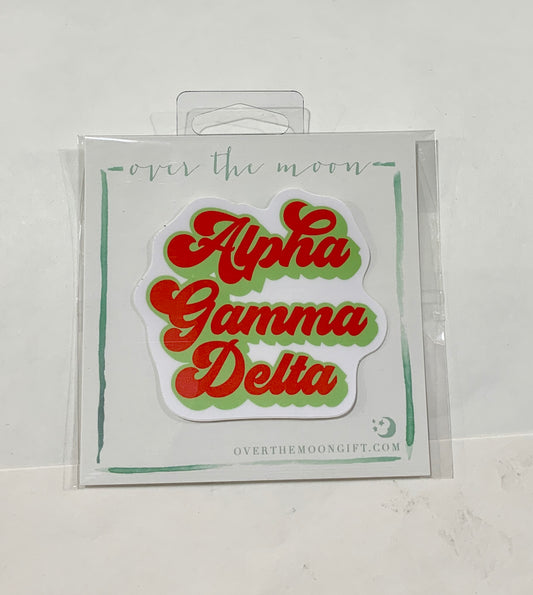 over the moon
Alpha
Gamma
Delta
OVERTHEMOONGIFT.COM